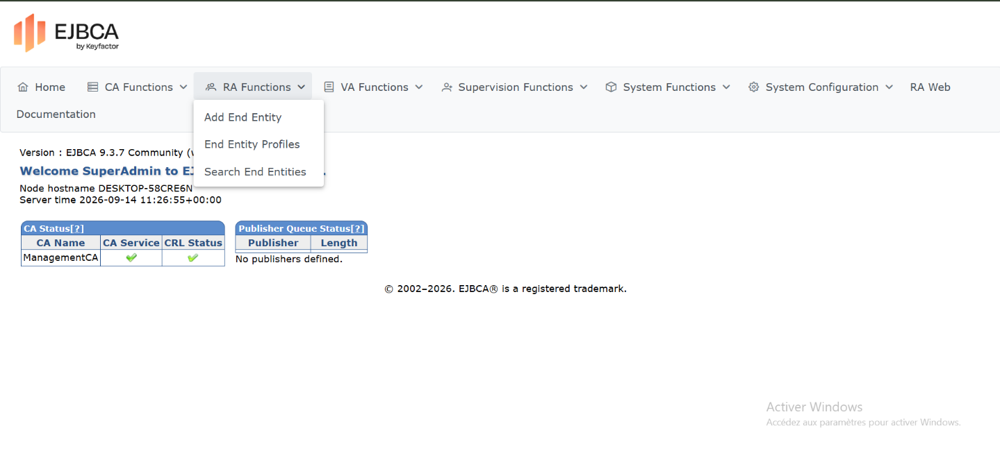 EJBCA
by Keyfactor
Home CA Functions RA Functions VA Functions Supervision Functions System Functions System Configuration RA Web
Documentation
Add End Entity
End Entity Profiles
Search End Entities
Version : EJBCA 9.3.7 Community
Welcome SuperAdmin to
Node hostname DESKTOP-58CRE6N
Server time 2026-09-14 11:26:55+00:00
CA Status[?]
CA Name CA Service CRL Status
ManagementCA
Publisher Queue Status[?]
Publisher Length
No publishers defined.
© 2002–2026. EJBCA® is a registered trademark.
Activer Windows
Accédez aux paramètres pour activer Windows.